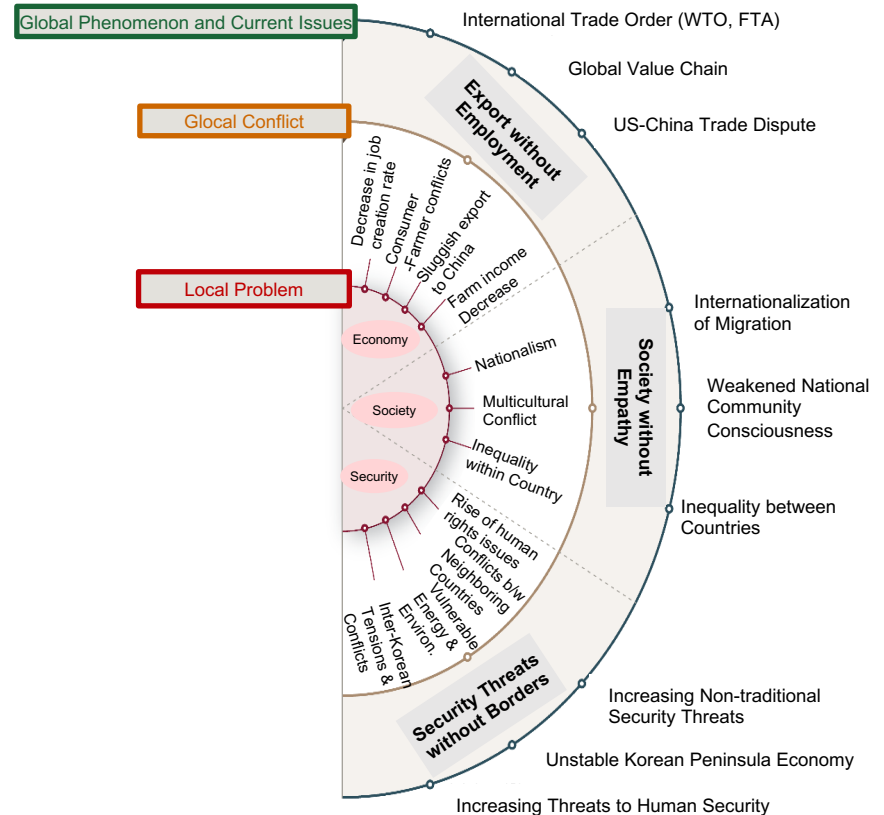 Global Phenomenon and Current Issues
International Trade Order (WTO, FTA)
Global Value Chain
US-China Trade Dispute
Export without
Employment
Glocal Conflict
Decrease in job
creation rate
Consumer
-Farmer conflicts
Sluggish export
to China
Farm income
Decrease
Local Problem
Economy
Society
Security
Nationalism
Multicultural
Conflict
Inequality
within Country
Society without
Empathy
Internationalization
of Migration
Weakened National
Community
Consciousness
Inequality between
Countries
Rise of human
rights issues
Conflicts b/w
Neighboring
Countries
Vulnerable
Energy &
Environ.
Inter-Korean
Tensions &
Conflicts
Security Threats
without Borders
Increasing Non-traditional
Security Threats
Unstable Korean Peninsula Economy
Increasing Threats to Human Security